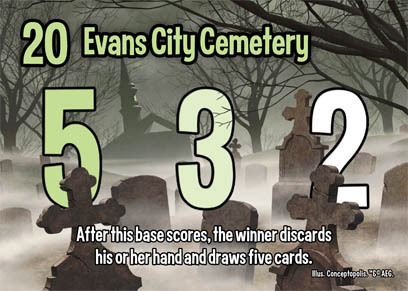 20 Evans City Cemetery
5 3 2
After this base scores, the winner discards
his or her hand and draws five cards.
Illus. Conceptopolis. ™© AEG.